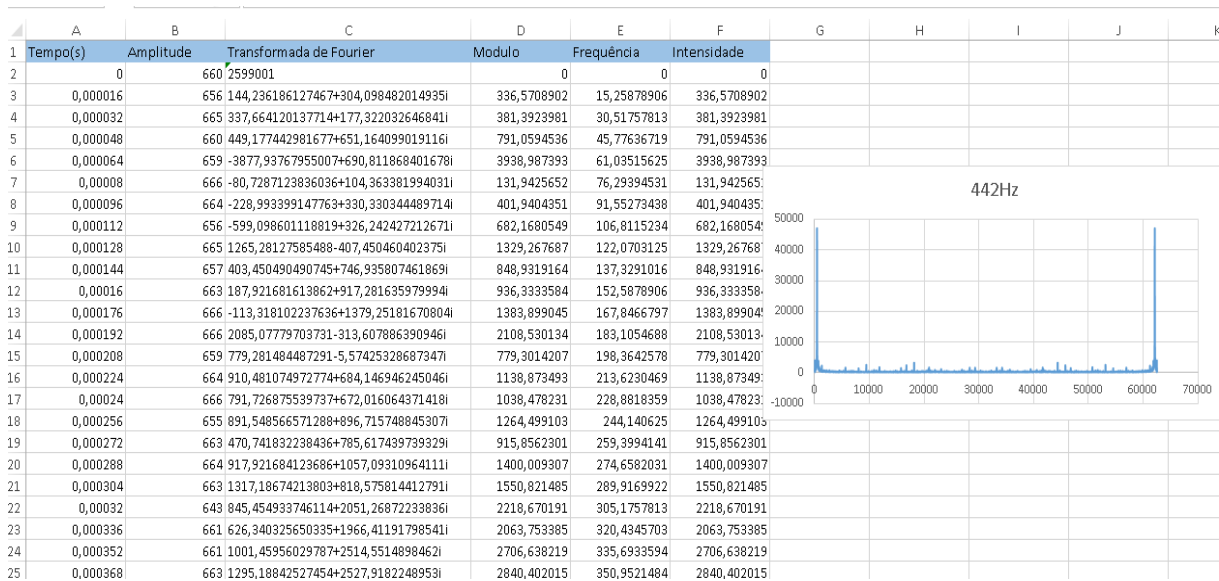 A B C D E F G H I J K
1 Tempo(s) Amplitude Transformada de Fourier Modulo Frequência Intensidade
2 0 660 2599001 0 0 0
3 0,000016 656 144,236186127467+304,098482014935i 336,5708902 15,25878906 336,5708902
4 0,000032 665 337,664120137714+177,322032646841i 381,3923981 30,51757813 381,3923981
5 0,000048 660 449,177442981677+651,164099019116i 791,0594536 45,77636719 791,0594536
6 0,000064 659 -3877,93767955007+690,811868401678i 3938,987393 61,03515625 3938,987393
7 0,00008 666 -80,7287123836036+104,363381994031i 131,9425652 76,29394531 131,942565
8 0,000096 664 -228,993399147763+330,330344489714i 401,9404351 91,55273438 401,940435
9 0,000112 656 -599,098601118819+326,242427212671i 682,1680549 106,8115234 682,168054
10 0,000128 665 1265,28127585488-407,450460402375i 1329,267687 122,0703125 1329,26768
11 0,000144 657 403,450490490745+746,935807461869i 848,9319164 137,3291016 848,931916
12 0,00016 663 187,921681613862+917,281635979994i 936,3333584 152,5878906 936,333358
13 0,000176 666 -113,318102237636+1379,25181670804i 1383,899045 167,8466797 1383,89904
14 0,000192 666 2085,07779703731-313,607886390946i 2108,530134 183,1054688 2108,53013
15 0,000208 659 779,281484487291-5,57425328687347i 779,3014207 198,3642578 779,301420
16 0,000224 664 910,481074972774+684,146946245046i 1138,873493 213,6230469 1138,87349
17 0,00024 666 791,726875539737+672,016064371418i 1038,478231 228,8818359 1038,47823
18 0,000256 655 891,548566571288+896,715748845307i 1264,499103 244,140625 1264,499103
19 0,000272 663 470,741832238436+785,617439739329i 915,8562301 259,3994141 915,8562301
20 0,000288 664 917,921684123686+1057,09310964111i 1400,009307 274,6582031 1400,009307
21 0,000304 663 1317,18674213803+818,575814412791i 1550,821485 289,9169922 1550,821485
22 0,00032 643 845,454933746114+2051,26872233836i 2218,670191 305,1757813 2218,670191
23 0,000336 661 626,340325650335+1966,41191798541i 2063,753385 320,4345703 2063,753385
24 0,000352 661 1001,45956029787+2514,5514898462i 2706,638219 335,6933594 2706,638219
25 0,000368 663 1295,18842527454+2527,9182248953i 2840,402015 350,9521484 2840,402015
442Hz
50000
40000
30000
20000
10000
0
-10000
0 10000 20000 30000 40000 50000 60000 70000